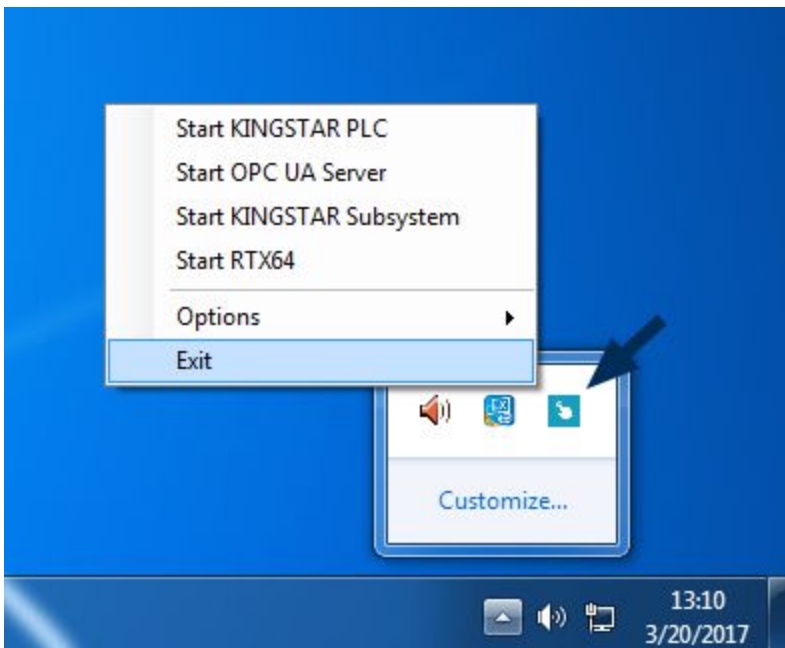 Start KINGSTAR PLC
Start OPC UA Server
Start KINGSTAR Subsystem
Start RTX64
Options
Exit
Customize...
13:10
3/20/2017